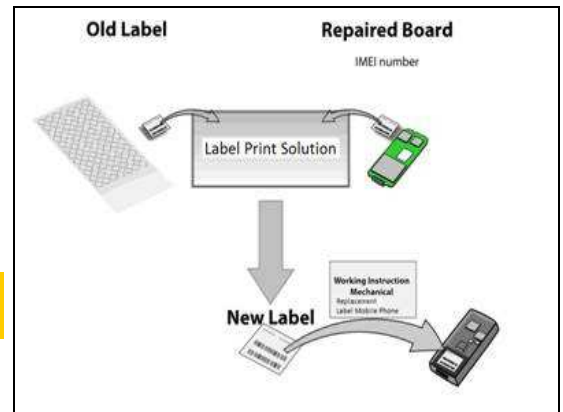 Old Label
Repaired Board
IMEI number
Label Print Solution
Working Instruction
Mechanical
Replacement
Label Mobile Phone
New Label